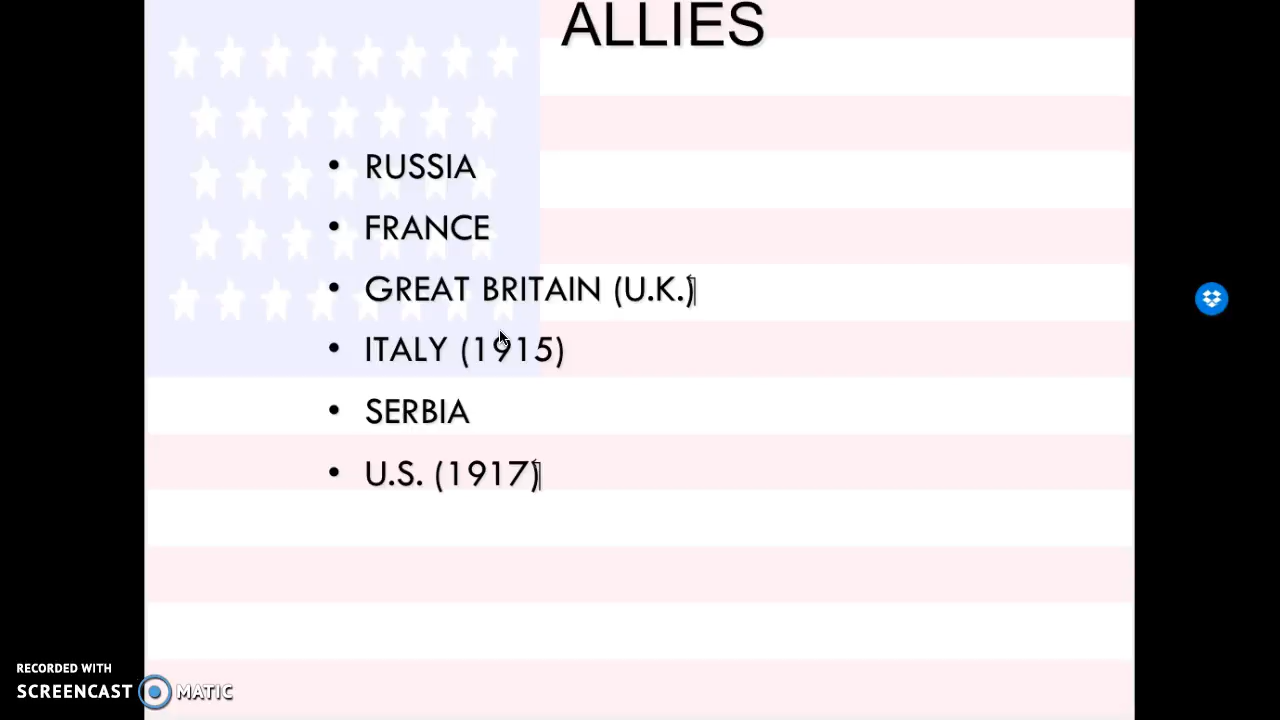 ALLIES
• RUSSIA
• FRANCE
• GREAT BRITAIN (U.K.)
• ITALY (1915)
• SERBIA
• U.S. (1917)
RECORDED WITH
SCREENCAST MATIC